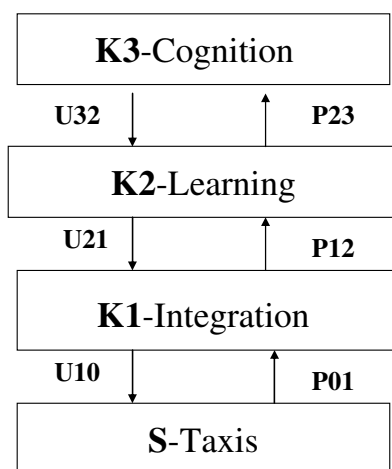 K3-Cognition
U32 P23
K2-Learning
U21 P12
K1-Integration
U10 P01
S-Taxis